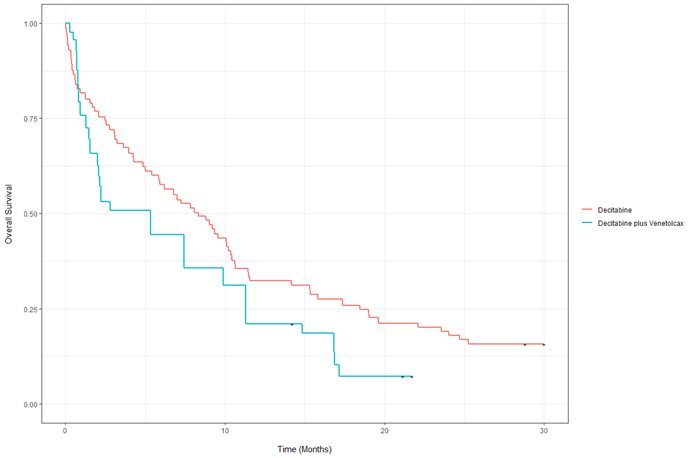 1.00
0.75
0.50
0.25
0.00
Overall Survival
0
10
20
30
Time (Months)
Decitabine
Decitabine plus Venetolcax